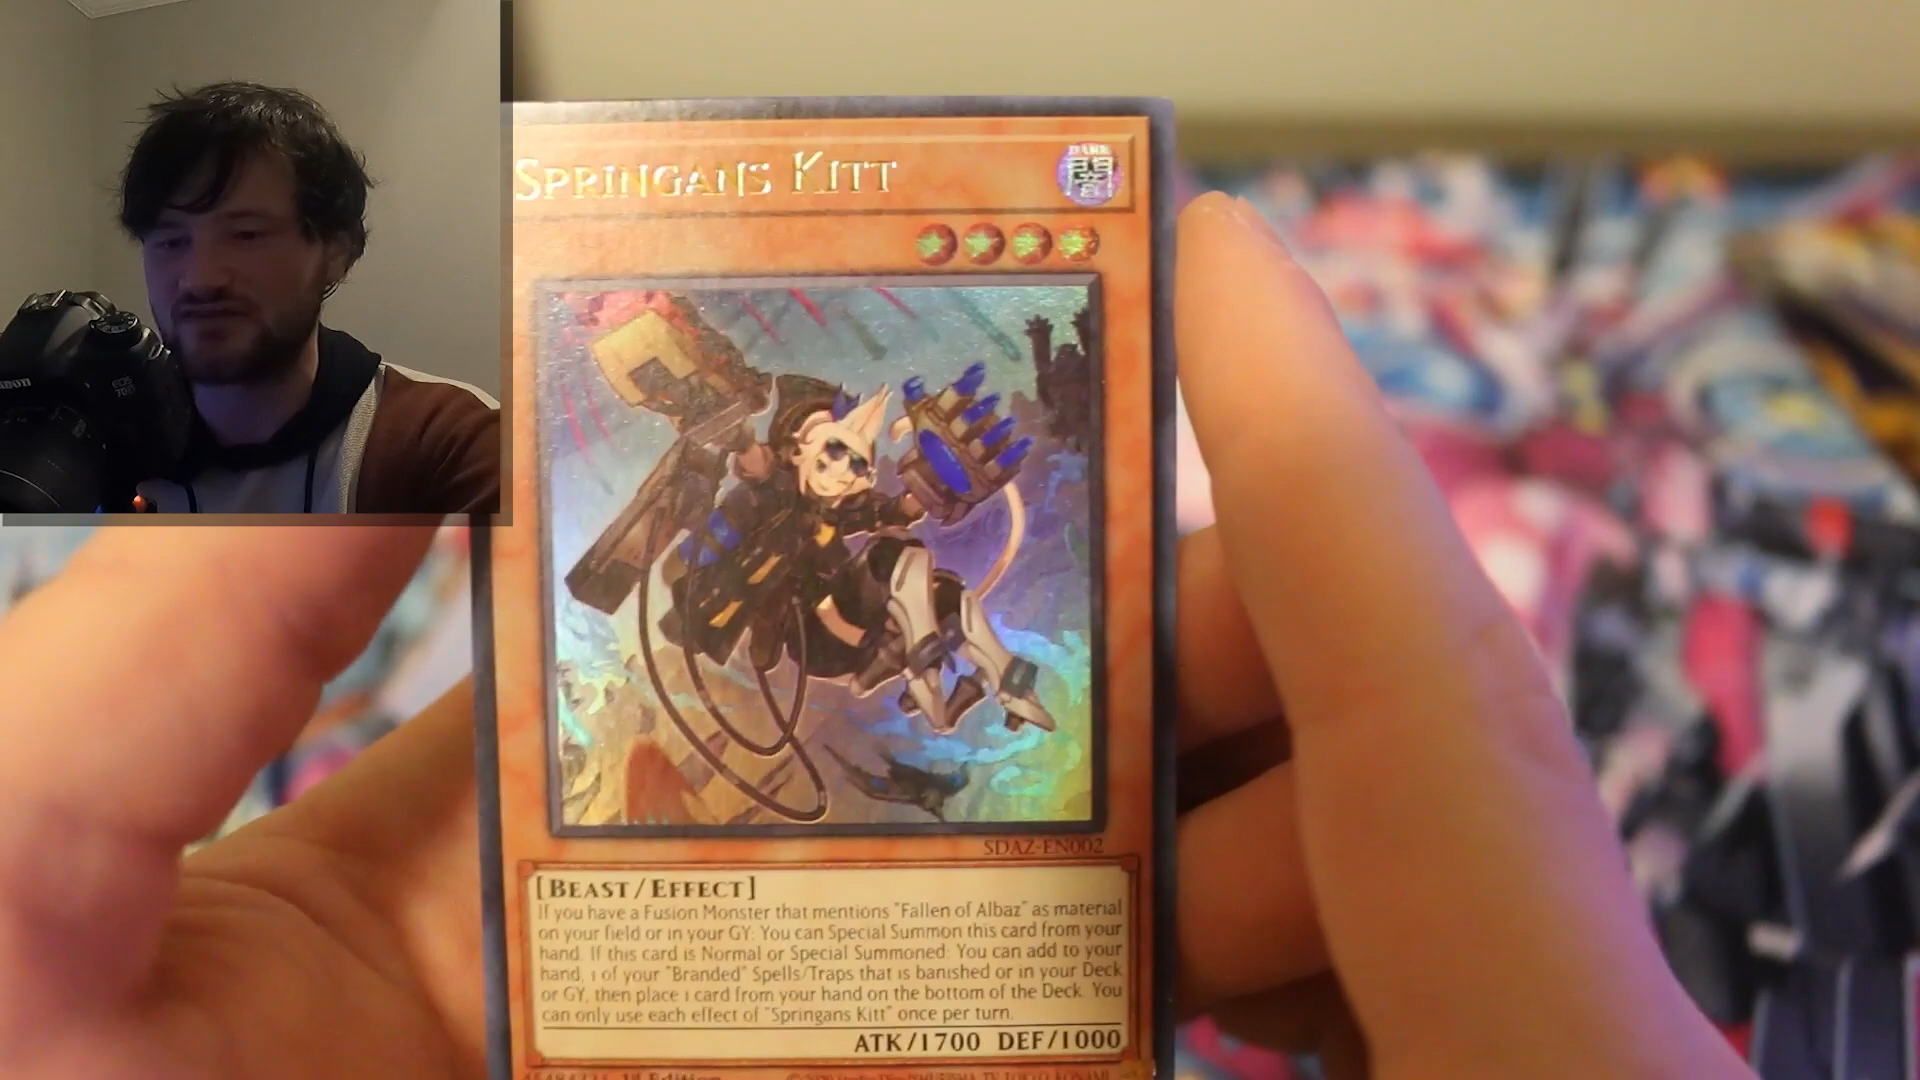 SPRINGANS KITT
DARK
闇
Canon
EOS
70D
SDAZ-EN002
[BEAST/EFFECT]
If you have a Fusion Monster that mentions "Fallen of Albaz" as material
on your field or in your GY: You can Special Summon this card from your
hand. If this card is Normal or Special Summoned: You can add to your
hand, 1 of your "Branded" Spells/Traps that is banished or in your Deck
or GY, then place 1 card from your hand on the bottom of the Deck. You
can only use each effect of "Springans Kitt" once per turn.
ATK/1700 DEF/1000
1st Edition